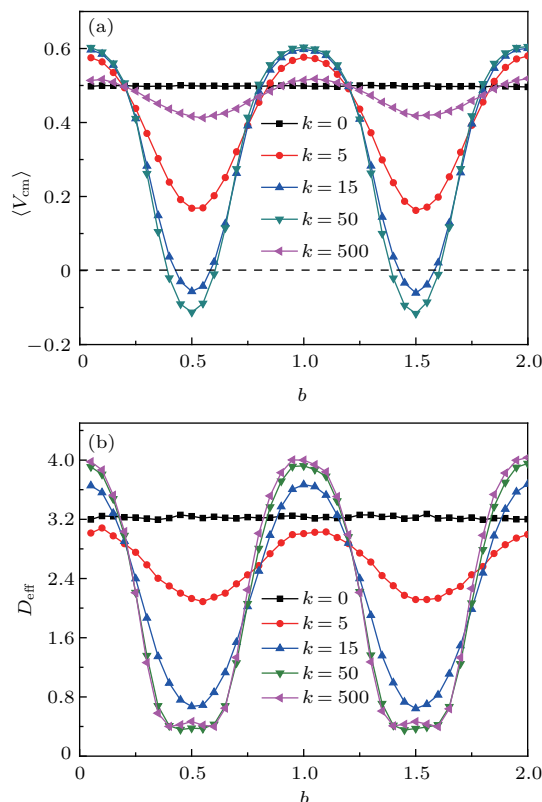 (a)
0.6
0.4
0.2
0
−0.2
⟨V_cm⟩
k = 0
k = 5
k = 15
k = 50
k = 500
0 0.5 1.0 1.5 2.0
b
(b)
4.0
3.2
2.4
1.6
0.8
0
D_eff
k = 0
k = 5
k = 15
k = 50
k = 500
0 0.5 1.0 1.5 2.0
b